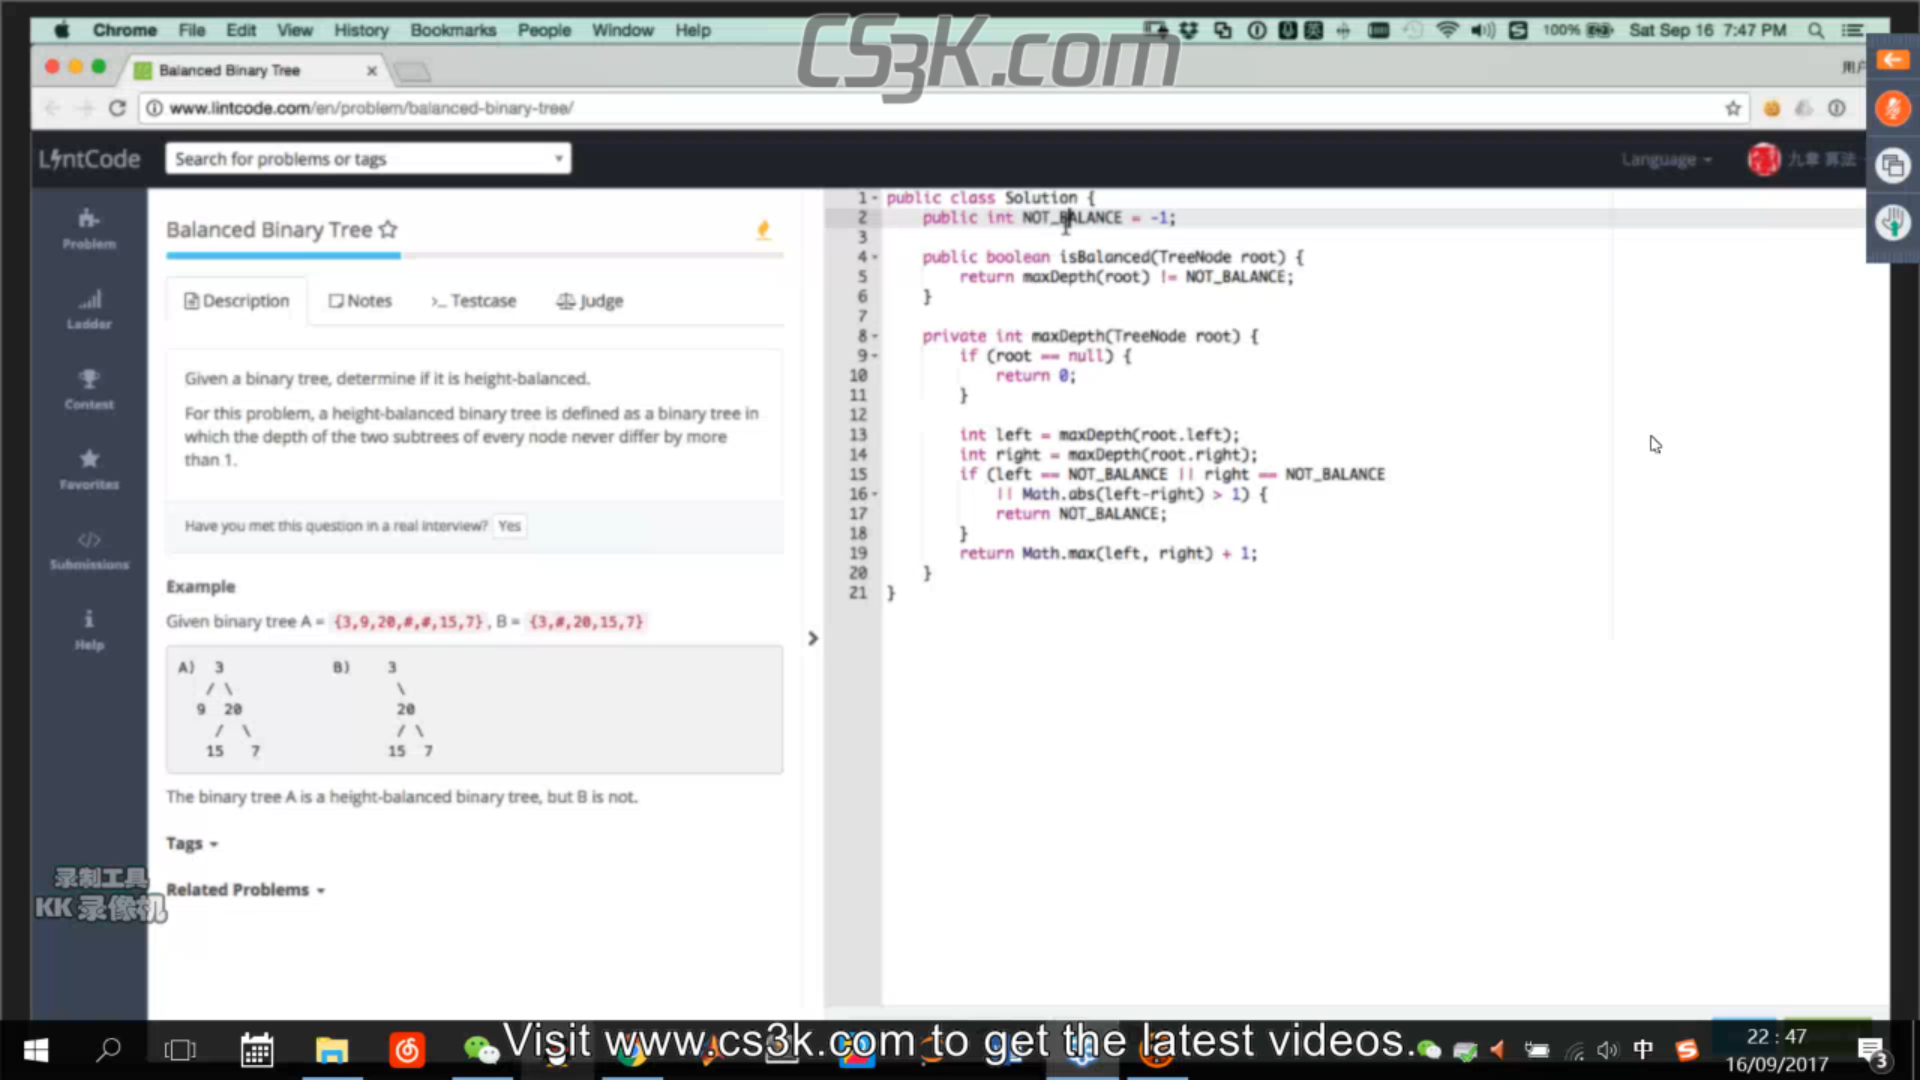 CS3K.com
Chrome File Edit View History Bookmarks People Window Help
100% Sat Sep 16 7:47 PM
Balanced Binary Tree
用户
www.lintcode.com/en/problem/balanced-binary-tree/
LintCode
Search for problems or tags
Language
九章 算法
Problem
Ladder
Contest
Favorites
Submissions
Help
Balanced Binary Tree
Description
Notes
>_ Testcase
Judge
Given a binary tree, determine if it is height-balanced.
For this problem, a height-balanced binary tree is defined as a binary tree in
which the depth of the two subtrees of every node never differ by more
than 1.
Have you met this question in a real interview? Yes
Example
Given binary tree A = {3,9,20,#,#,15,7}, B = {3,#,20,15,7}
A) 3 B) 3
/ \ \
9 20 20
/ \ / \
15 7 15 7
The binary tree A is a height-balanced binary tree, but B is not.
Tags
Related Problems
1 public class Solution {
2 public int NOT_BALANCE = -1;
3
4 public boolean isBalanced(TreeNode root) {
5 return maxDepth(root) != NOT_BALANCE;
6 }
7
8 private int maxDepth(TreeNode root) {
9 if (root == null) {
10 return 0;
11 }
12
13 int left = maxDepth(root.left);
14 int right = maxDepth(root.right);
15 if (left == NOT_BALANCE || right == NOT_BALANCE
16 || Math.abs(left-right) > 1) {
17 return NOT_BALANCE;
18 }
19 return Math.max(left, right) + 1;
20 }
21 }
录制工具
KK 录像机
Visit www.cs3k.com to get the latest videos.
中
22 : 47
16/09/2017
3